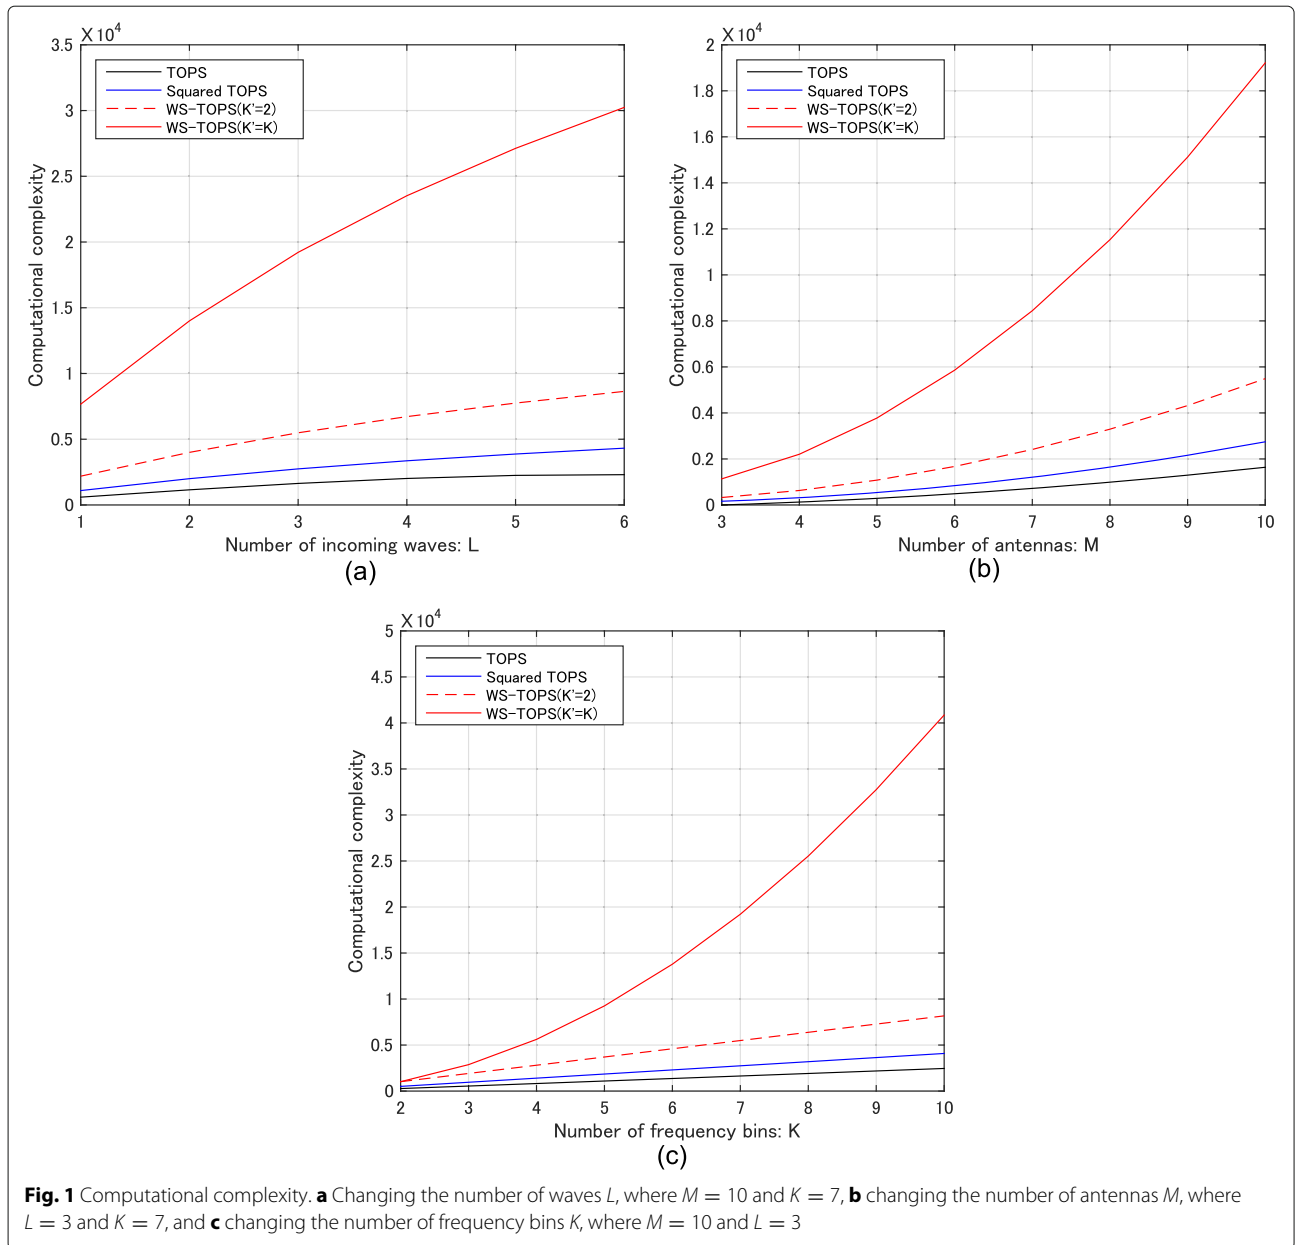 X 10^4
3.5
3
2.5
2
1.5
1
0.5
0
Computational complexity
TOPS
Squared TOPS
WS-TOPS(K'=2)
WS-TOPS(K'=K)
1 2 3 4 5 6
Number of incoming waves: L
(a)
X 10^4
2
1.8
1.6
1.4
1.2
1
0.8
0.6
0.4
0.2
0
Computational complexity
TOPS
Squared TOPS
WS-TOPS(K'=2)
WS-TOPS(K'=K)
3 4 5 6 7 8 9 10
Number of antennas: M
(b)
X 10^4
5
4.5
4
3.5
3
2.5
2
1.5
1
0.5
0
Computational complexity
TOPS
Squared TOPS
WS-TOPS(K'=2)
WS-TOPS(K'=K)
2 3 4 5 6 7 8 9 10
Number of frequency bins: K
(c)
Fig. 1 Computational complexity. a Changing the number of waves L, where M = 10 and K = 7, b changing the number of antennas M, where
L = 3 and K = 7, and c changing the number of frequency bins K, where M = 10 and L = 3